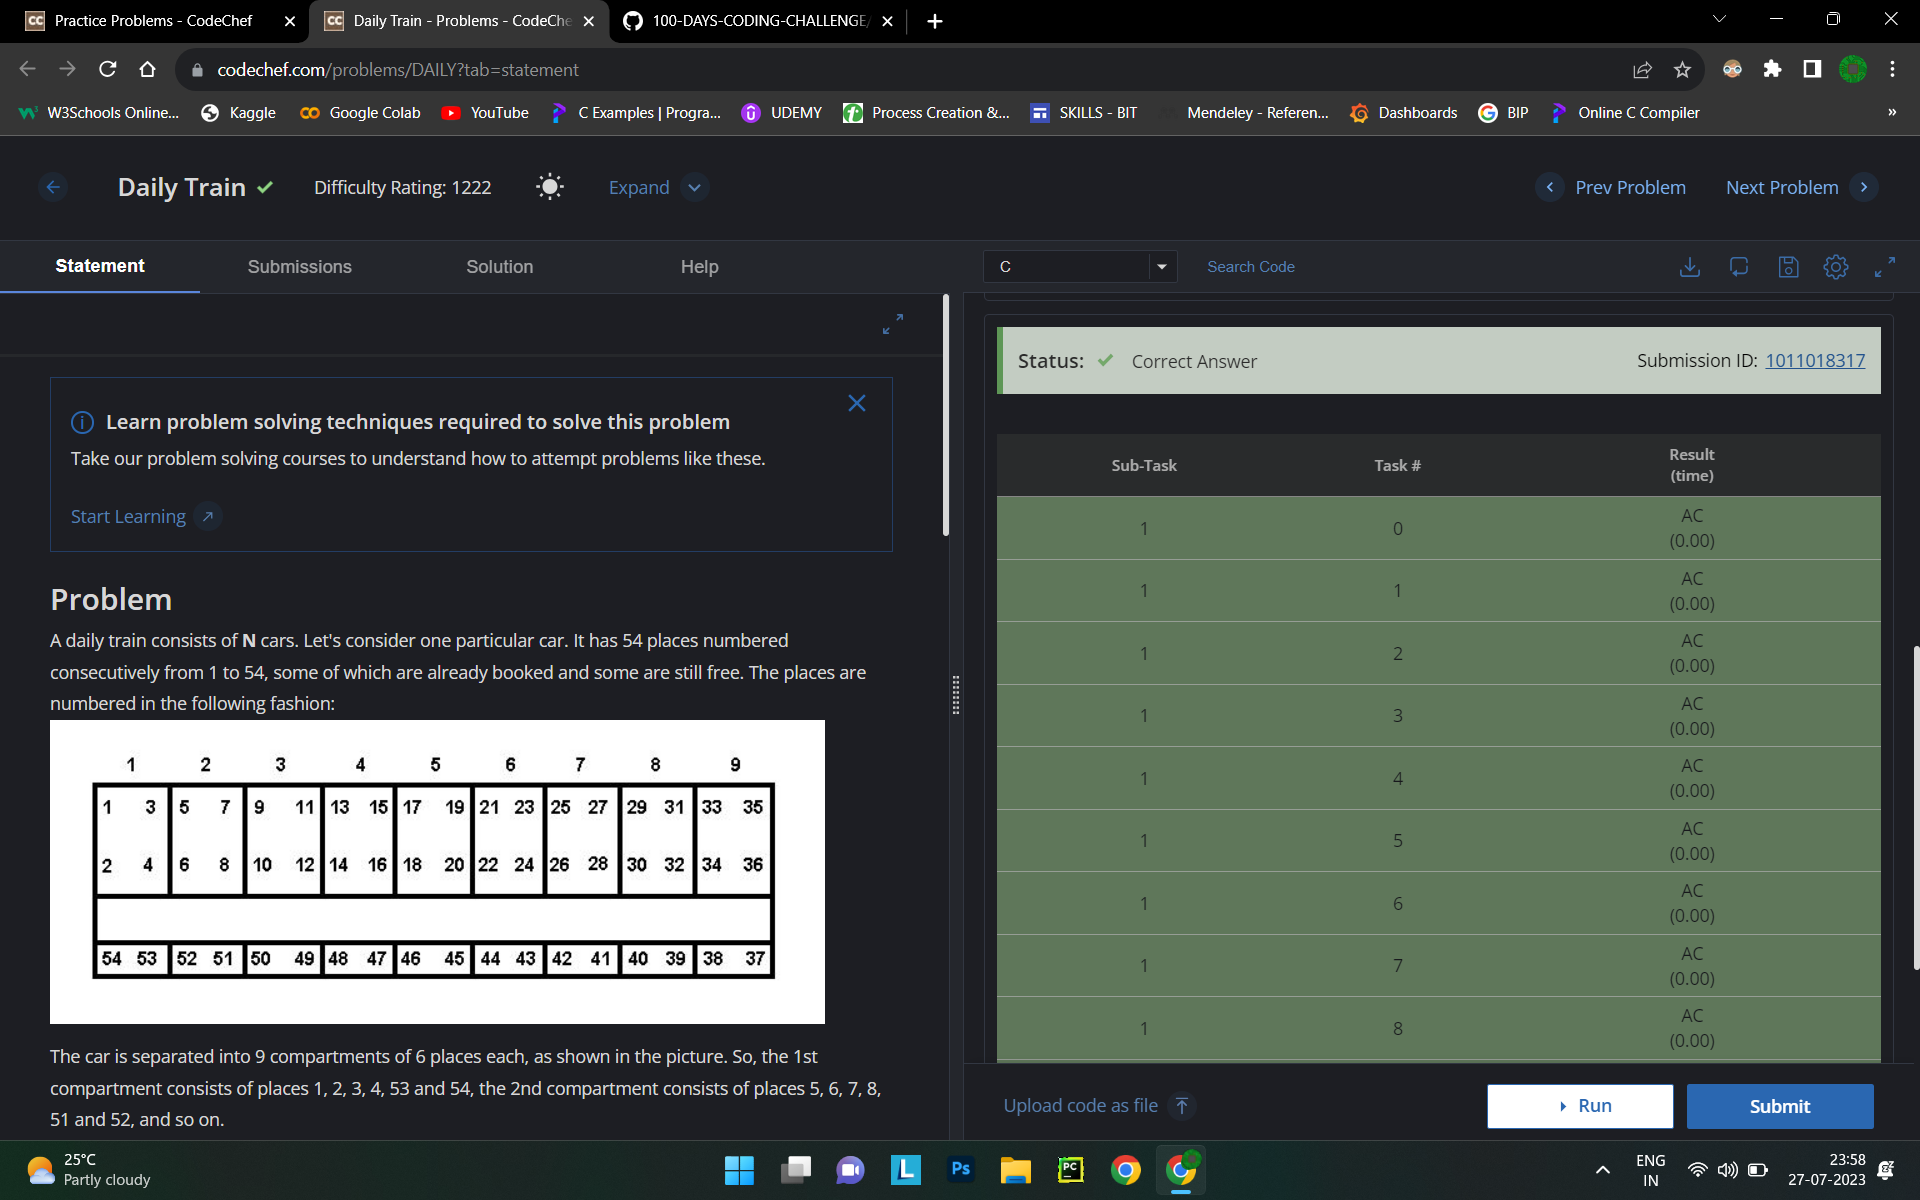 Practice Problems - CodeChef
Daily Train - Problems - CodeChe
100-DAYS-CODING-CHALLENGE/
codechef.com/problems/DAILY?tab=statement
W3Schools Online...
Kaggle
Google Colab
YouTube
C Examples | Progra...
UDEMY
Process Creation &...
SKILLS - BIT
Mendeley - Referen...
Dashboards
BIP
Online C Compiler
»
Daily Train
Difficulty Rating: 1222
Expand
Prev Problem
Next Problem
Statement
Submissions
Solution
Help
C
Search Code
Learn problem solving techniques required to solve this problem
Take our problem solving courses to understand how to attempt problems like these.
Start Learning
Problem
A daily train consists of N cars. Let's consider one particular car. It has 54 places numbered
consecutively from 1 to 54, some of which are already booked and some are still free. The places are
numbered in the following fashion:
1 2 3 4 5 6 7 8 9
1 3 5 7 9 11 13 15 17 19 21 23 25 27 29 31 33 35
2 4 6 8 10 12 14 16 18 20 22 24 26 28 30 32 34 36
54 53 52 51 50 49 48 47 46 45 44 43 42 41 40 39 38 37
The car is separated into 9 compartments of 6 places each, as shown in the picture. So, the 1st
compartment consists of places 1, 2, 3, 4, 53 and 54, the 2nd compartment consists of places 5, 6, 7, 8,
51 and 52, and so on.
Status: Correct Answer
Submission ID: 1011018317
Sub-Task Task # Result
(time)
1 0 AC
(0.00)
1 1 AC
(0.00)
1 2 AC
(0.00)
1 3 AC
(0.00)
1 4 AC
(0.00)
1 5 AC
(0.00)
1 6 AC
(0.00)
1 7 AC
(0.00)
1 8 AC
(0.00)
Upload code as file
Run
Submit
25°C
Partly cloudy
L
Ps
PC
ENG
IN
23:58
27-07-2023